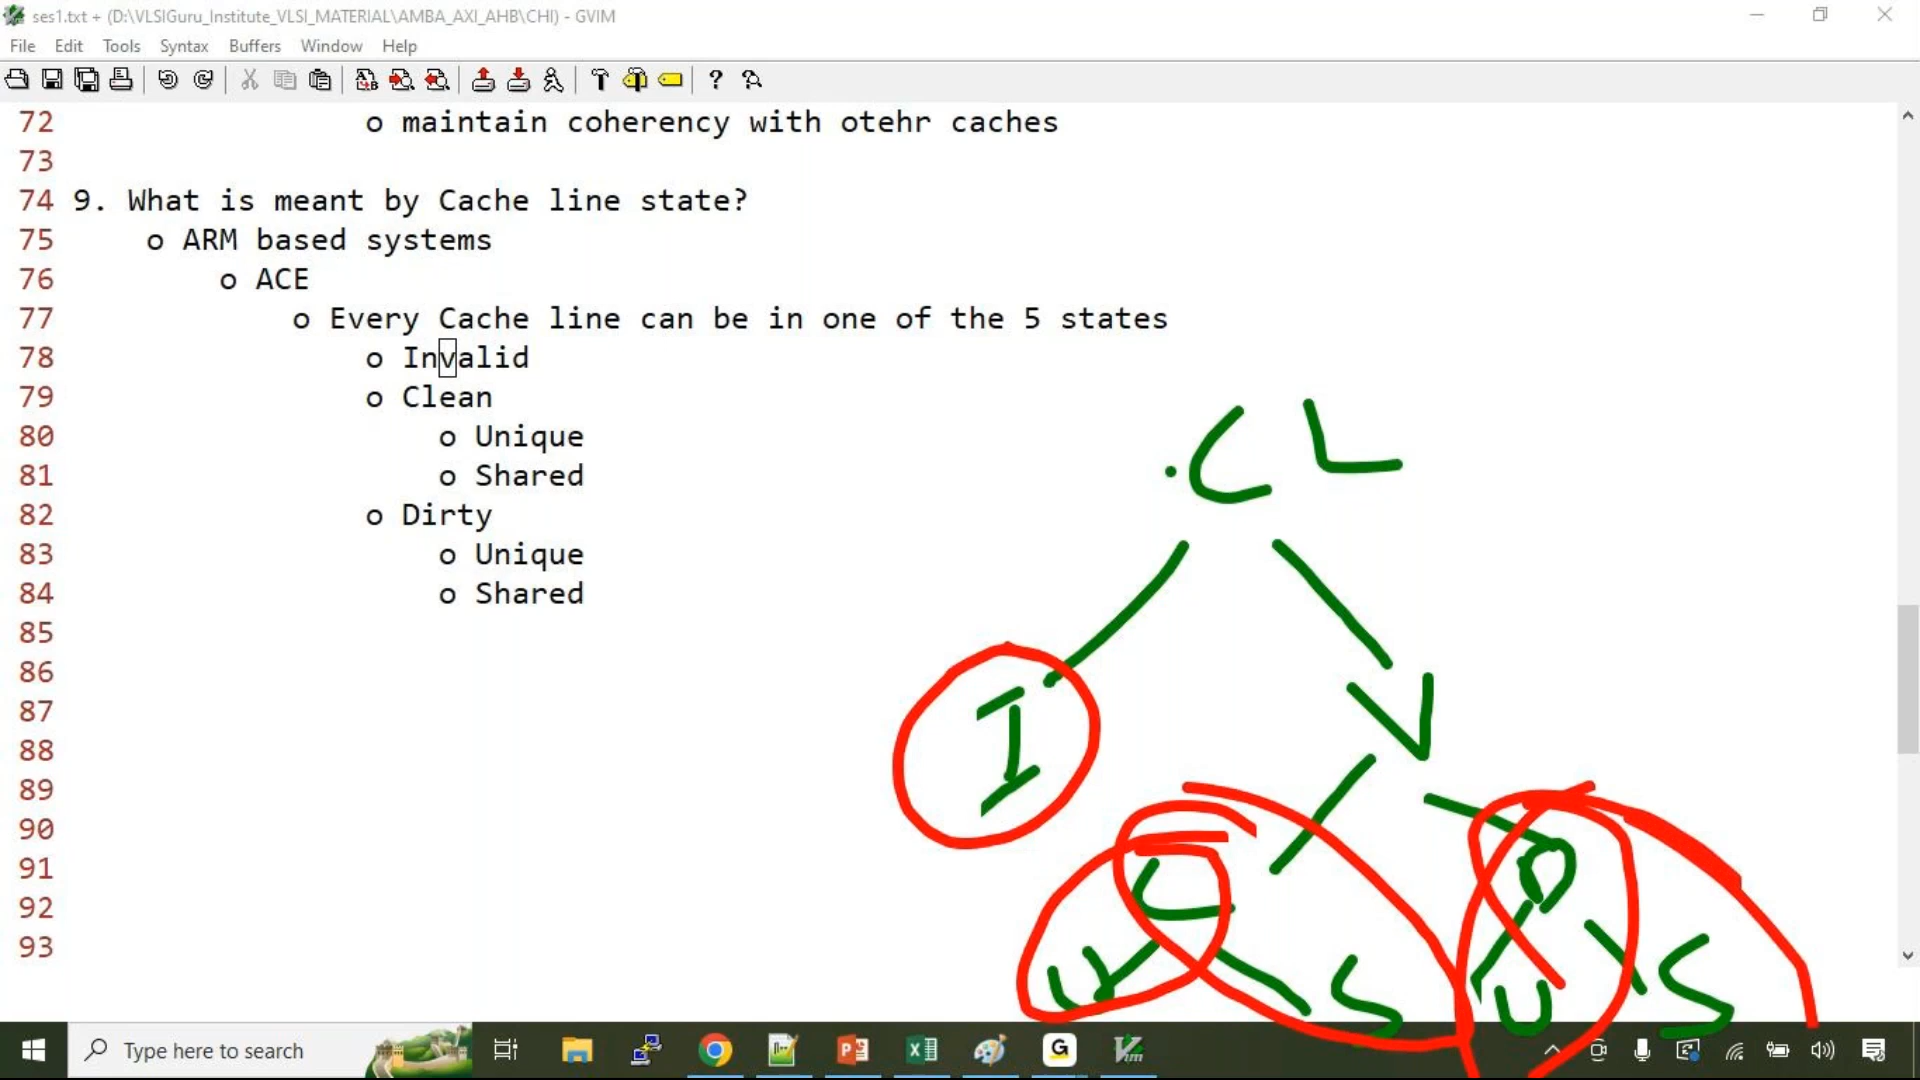 ses1.txt + (D:\VLSIGuru_Institute_VLSI_MATERIAL\AMBA_AXI_AHB\CHI) - GVIM
File Edit Tools Syntax Buffers Window Help
72 o maintain coherency with otehr caches
73
74 9. What is meant by Cache line state?
75 o ARM based systems
76 o ACE
77 o Every Cache line can be in one of the 5 states
78 o Invalid
79 o Clean
80 o Unique
81 o Shared
82 o Dirty
83 o Unique
84 o Shared
85
86
87
88
89
90
91
92
93
CL
I V
C D
U S U S
Type here to search